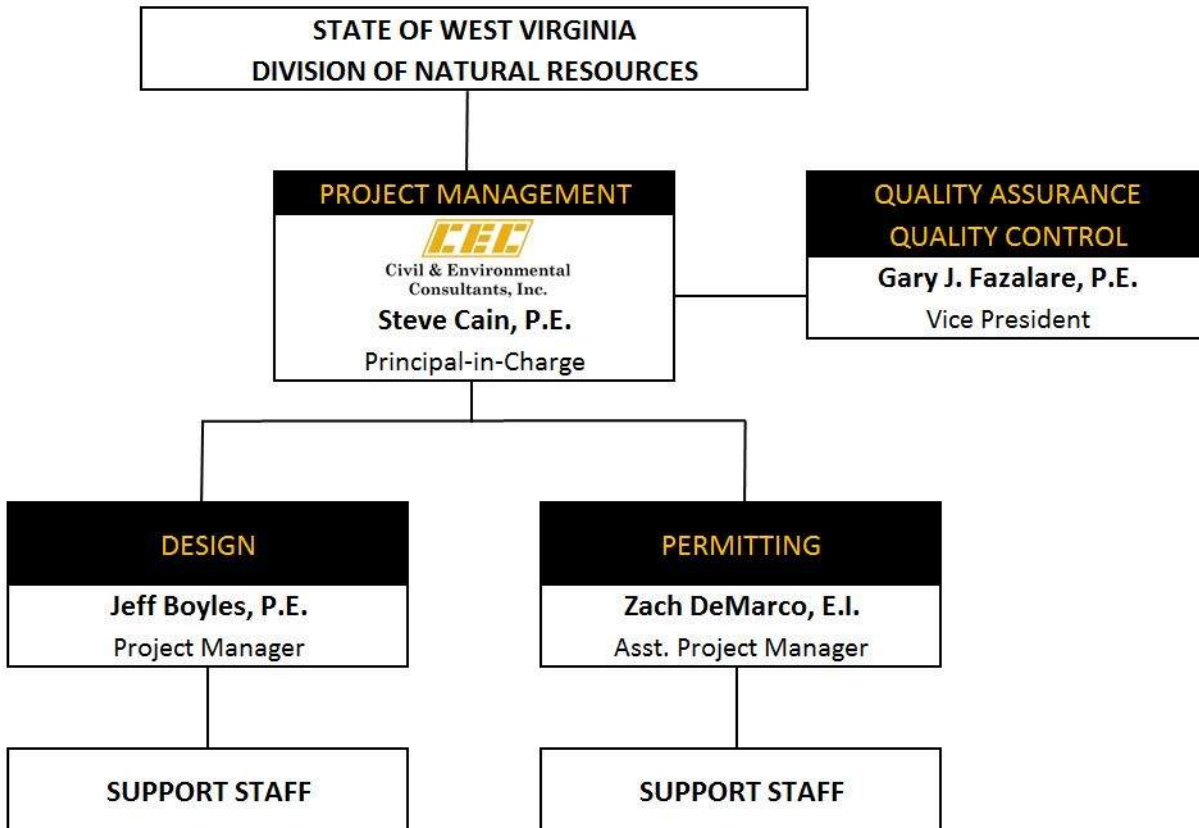 STATE OF WEST VIRGINIA
DIVISION OF NATURAL RESOURCES
PROJECT MANAGEMENT
CEC
Civil & Environmental
Consultants, Inc.
Steve Cain, P.E.
Principal-in-Charge
QUALITY ASSURANCE
QUALITY CONTROL
Gary J. Fazalare, P.E.
Vice President
DESIGN
Jeff Boyles, P.E.
Project Manager
PERMITTING
Zach DeMarco, E.I.
Asst. Project Manager
SUPPORT STAFF
SUPPORT STAFF